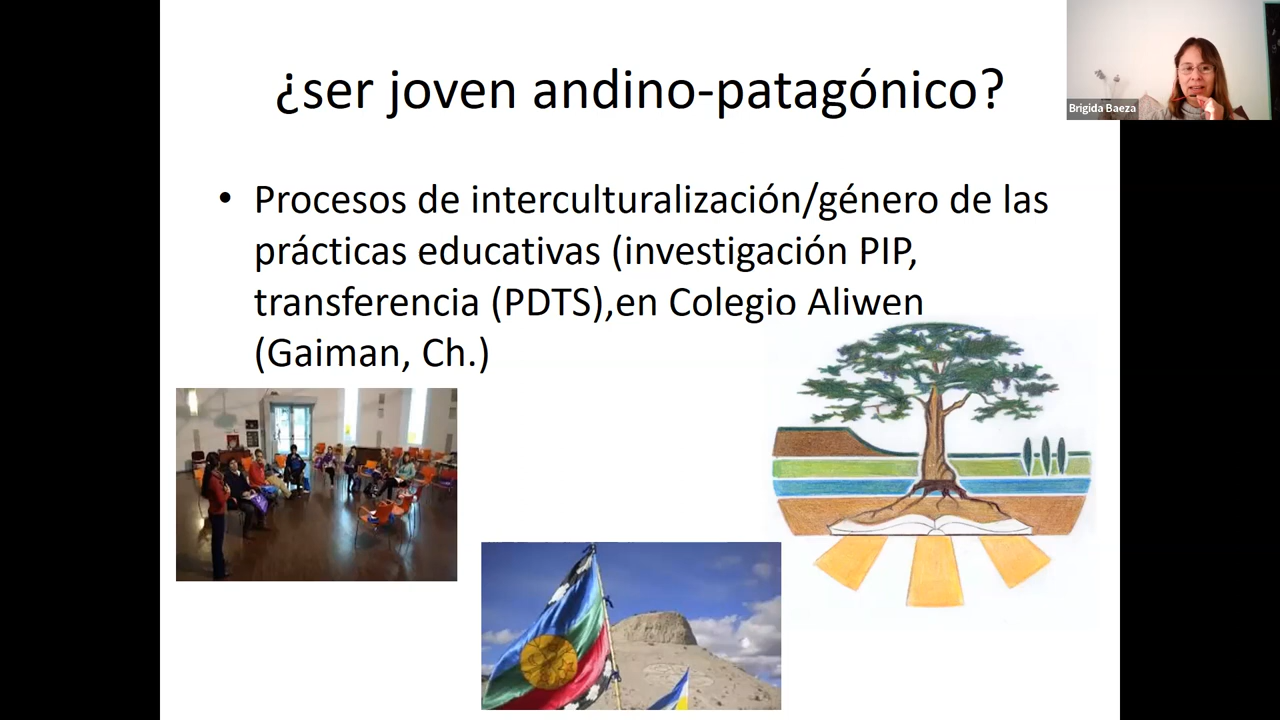 ¿ser joven andino-patagónico?
Brigida Baeza
• Procesos de interculturalización/género de las
prácticas educativas (investigación PIP,
transferencia (PDTS),en Colegio Aliwen
(Gaiman, Ch.)